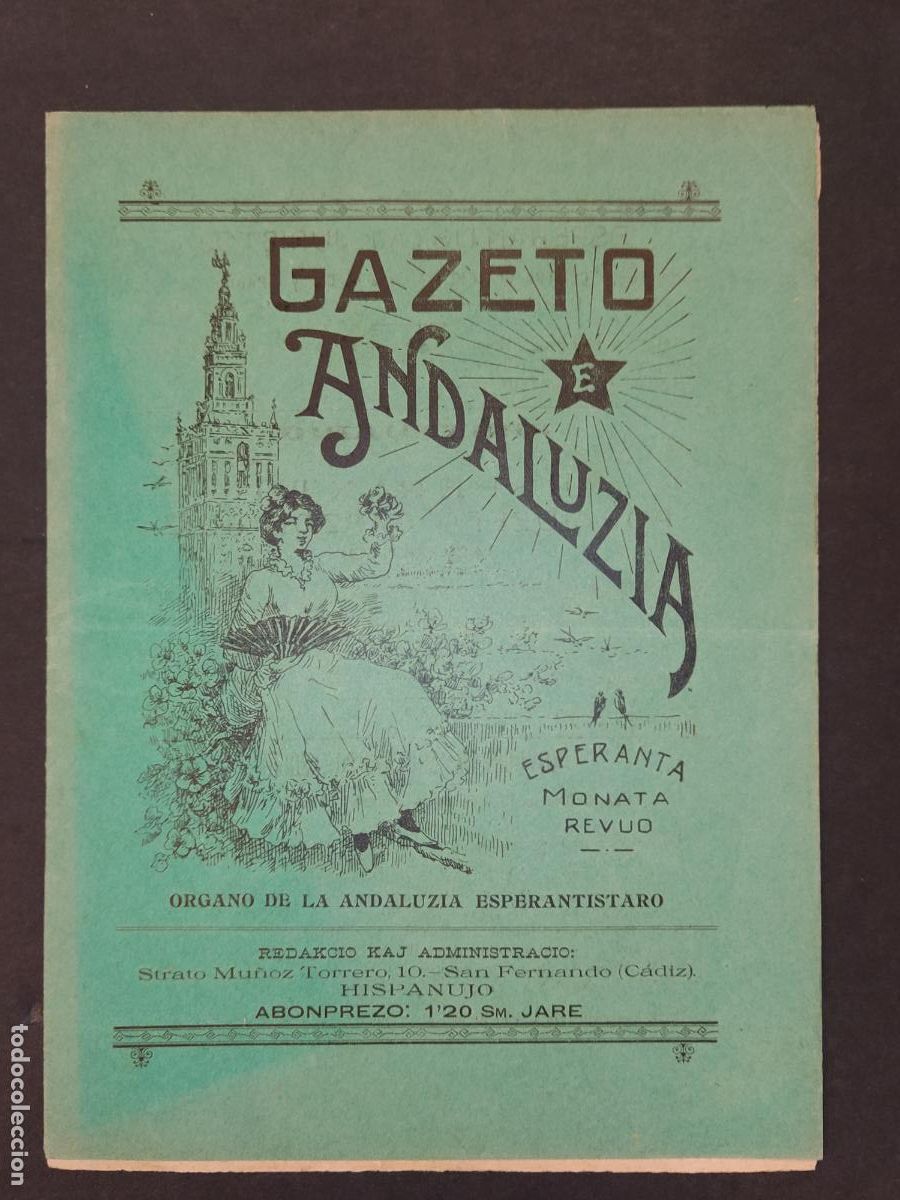 GAZETO
ANDALUZIA
E
ESPERANTA
MONATA
REVUO
ORGANO DE LA ANDALUZIA ESPERANTISTARO
REDAKCIO KAJ ADMINISTRACIO:
Strato Muñoz Torrero, 10.-San Fernando (Cádiz).
HISPANUJO
ABONPREZO: 1'20 SM. JARE
todocoleccion